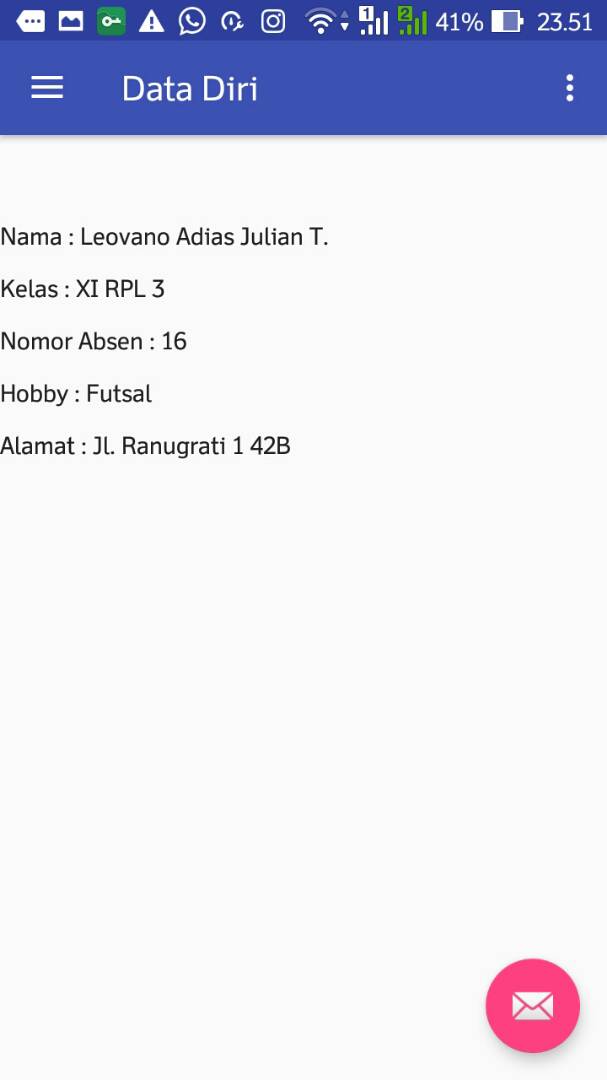 1 2 41% 23.51
Data Diri
Nama : Leovano Adias Julian T.
Kelas : XI RPL 3
Nomor Absen : 16
Hobby : Futsal
Alamat : Jl. Ranugrati 1 42B